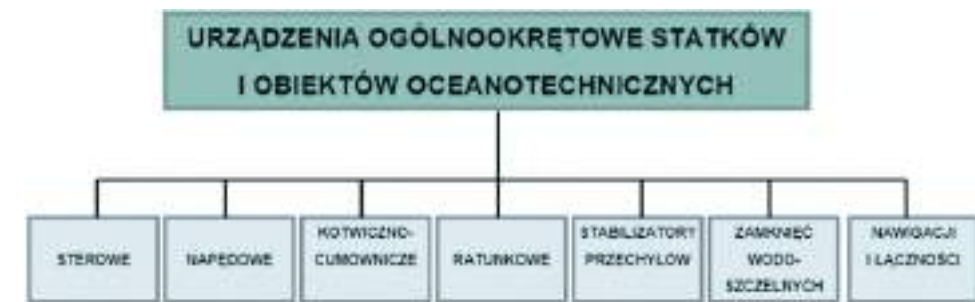 URZĄDZENIA OGÓLNOOKRĘTOWE STATKÓW
I OBIEKTÓW OCEANOTECHNICZNYCH
STEROWE
NAPĘDOWE
KOTWICZNO-
CUMOWNICZE
RATUNKOWE
STABILIZATORY
PRZECHYŁÓW
ZAMKNIĘĆ
WODO-
SZCZELNYCH
NAWIGACJI
I ŁĄCZNOŚCI